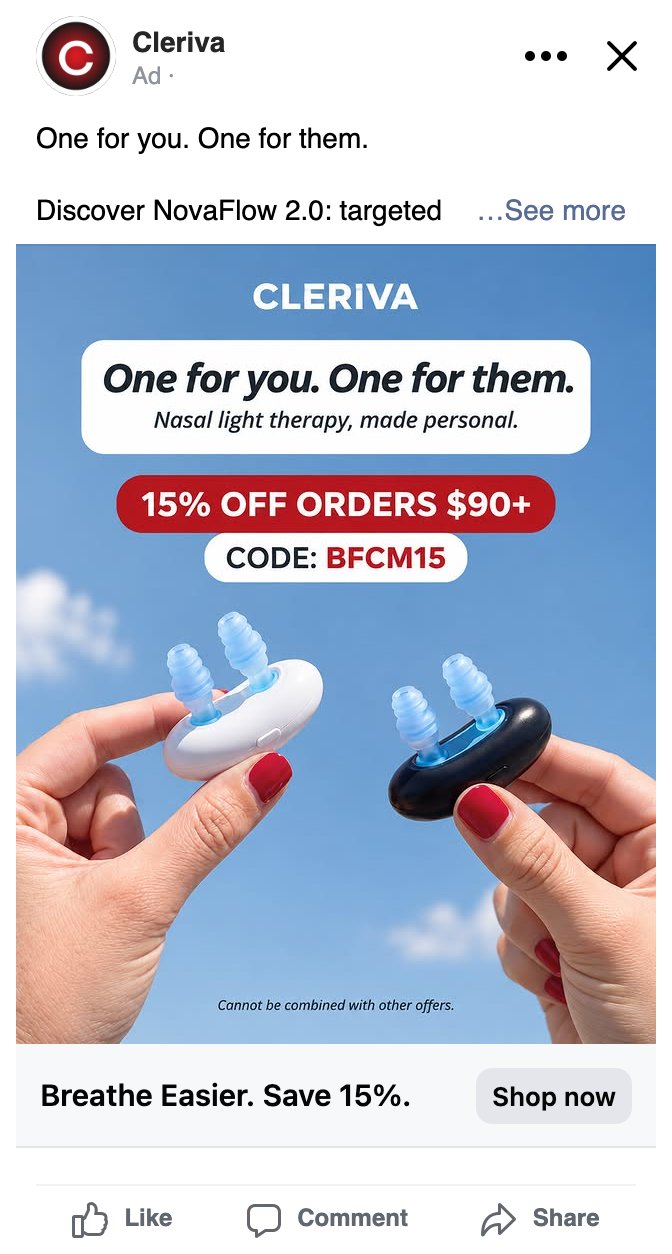 Cleriva
Ad ·
One for you. One for them.
Discover NovaFlow 2.0: targeted ...See more
CLERIVA
One for you. One for them.
Nasal light therapy, made personal.
15% OFF ORDERS $90+
CODE: BFCM15
Cannot be combined with other offers.
Breathe Easier. Save 15%.
Shop now
Like
Comment
Share